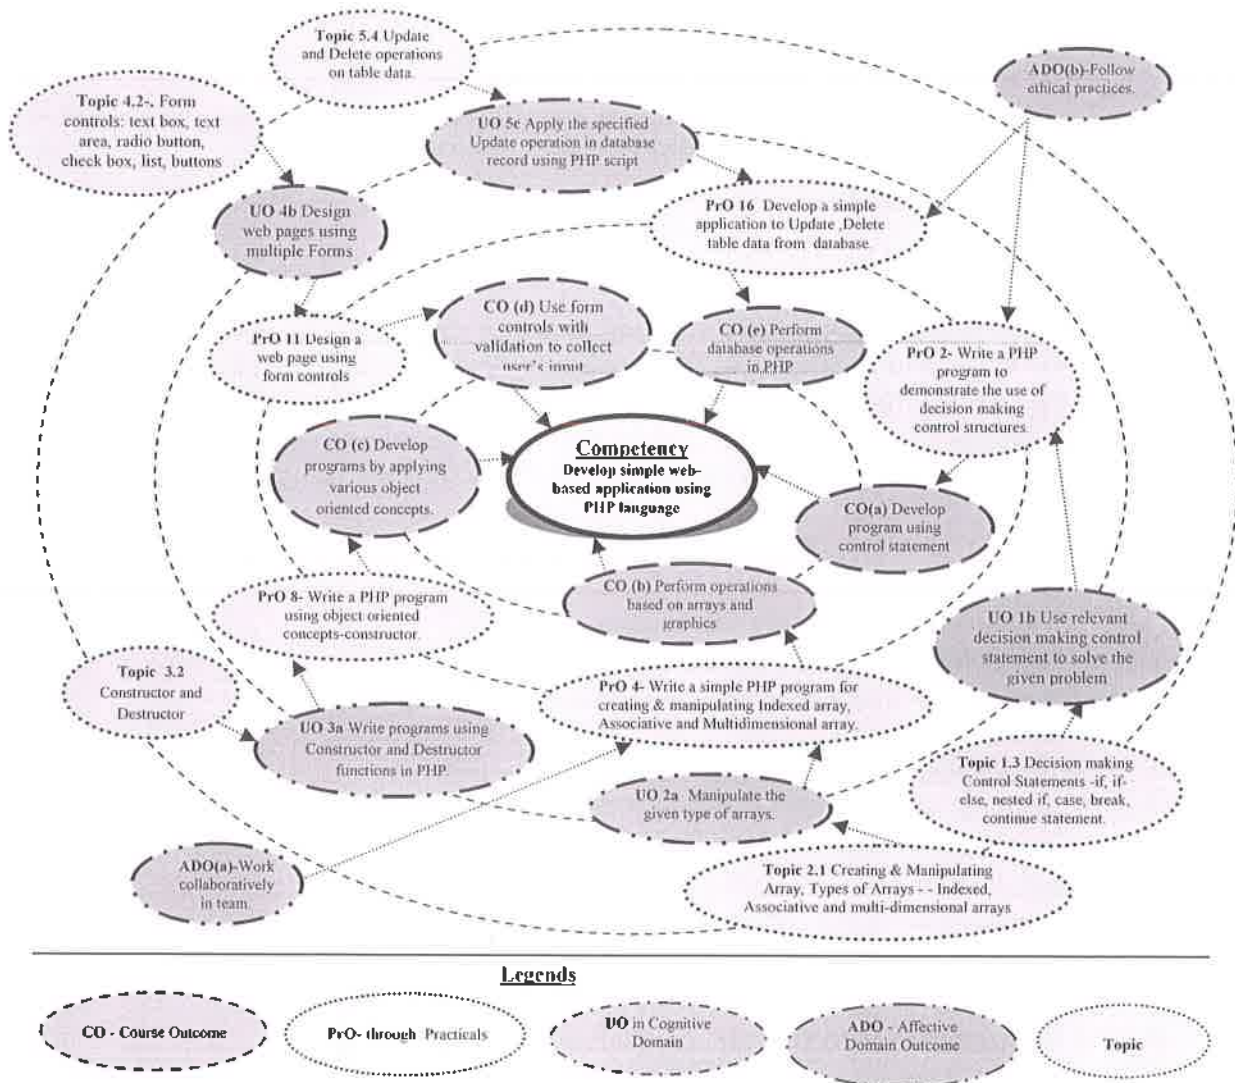 Topic 5.4 Update
and Delete operations
on table data.
ADO(b)-Follow
ethical practices.
Topic 4.2-. Form
controls: text box, text
area, radio button,
check box, list, buttons
UO 5c Apply the specified
Update operation in database
record using PHP script
UO 4b Design
web pages using
multiple Forms
PrO 16 Develop a simple
application to Update ,Delete
table data from database.
CO (d) Use form
controls with
validation to collect
user's input
CO (e) Perform
database operations
in PHP
PrO 11 Design a
web page using
form controls
PrO 2- Write a PHP
program to
demonstrate the use of
decision making
control structures.
CO (c) Develop
programs by applying
various object
oriented concepts.
Competency
Develop simple web-
based application using
PHP language
CO(a) Develop
program using
control statement
CO (b) Perform operations
based on arrays and
graphics
PrO 8- Write a PHP program
using object oriented
concepts-constructor.
UO 1b Use relevant
decision making control
statement to solve the
given problem
Topic 3.2
Constructor and
Destructor
PrO 4- Write a simple PHP program for
creating & manipulating Indexed array,
Associative and Multidimensional array.
UO 3a Write programs using
Constructor and Destructor
functions in PHP.
Topic 1.3 Decision making
Control Statements -if, if-
else, nested if, case, break,
continue statement.
UO 2a Manipulate the
given type of arrays.
ADO(a)-Work
collaboratively
in team.
Topic 2.1 Creating & Manipulating
Array, Types of Arrays - - Indexed,
Associative and multi-dimensional arrays
Legends
CO - Course Outcome
PrO- through Practicals
UO in Cognitive
Domain
ADO - Affective
Domain Outcome
Topic